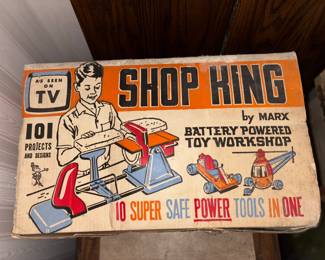 AS SEEN
ON
TV
SHOP KING
by MARX
101
PROJECTS
AND DESIGNS
BATTERY POWERED
TOY WORKSHOP
10 SUPER SAFE POWER TOOLS IN ONE